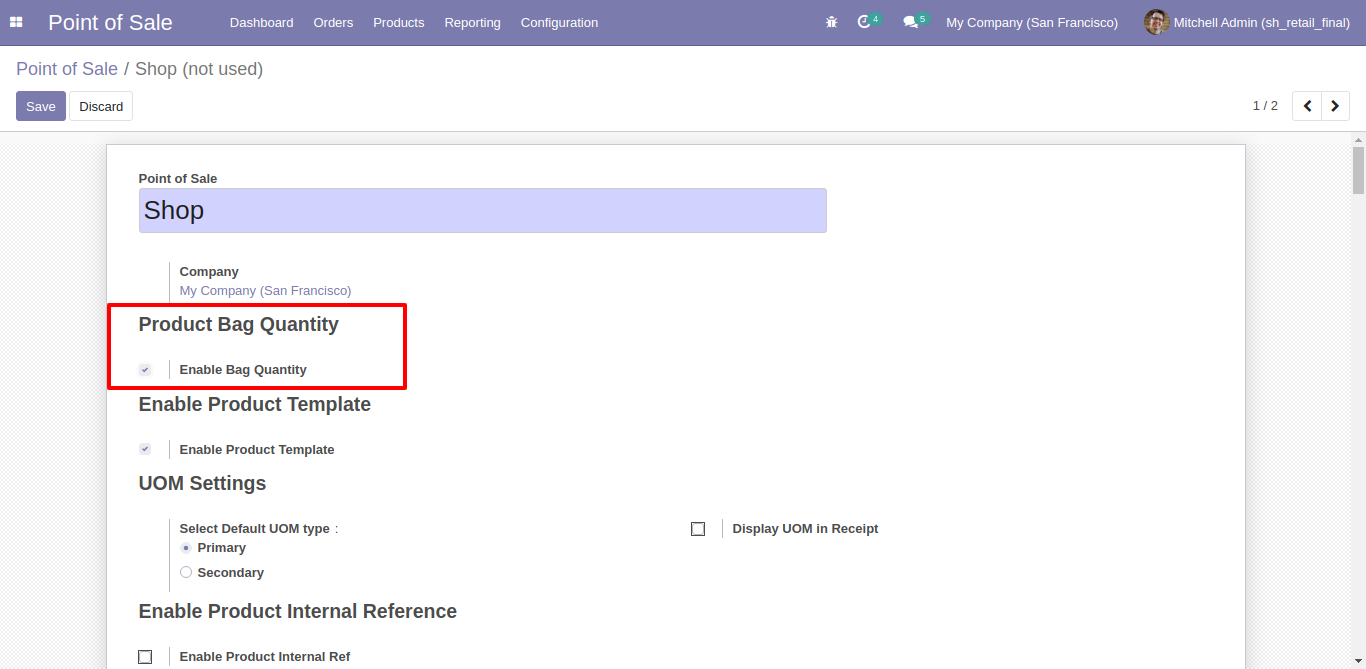 Point of Sale Dashboard Orders Products Reporting Configuration 4 5 My Company (San Francisco) Mitchell Admin (sh_retail_final)
Point of Sale / Shop (not used)
Save Discard 1 / 2
Point of Sale
Shop
Company
My Company (San Francisco)
Product Bag Quantity
Enable Bag Quantity
Enable Product Template
Enable Product Template
UOM Settings
Select Default UOM type : Display UOM in Receipt
Primary
Secondary
Enable Product Internal Reference
Enable Product Internal Ref